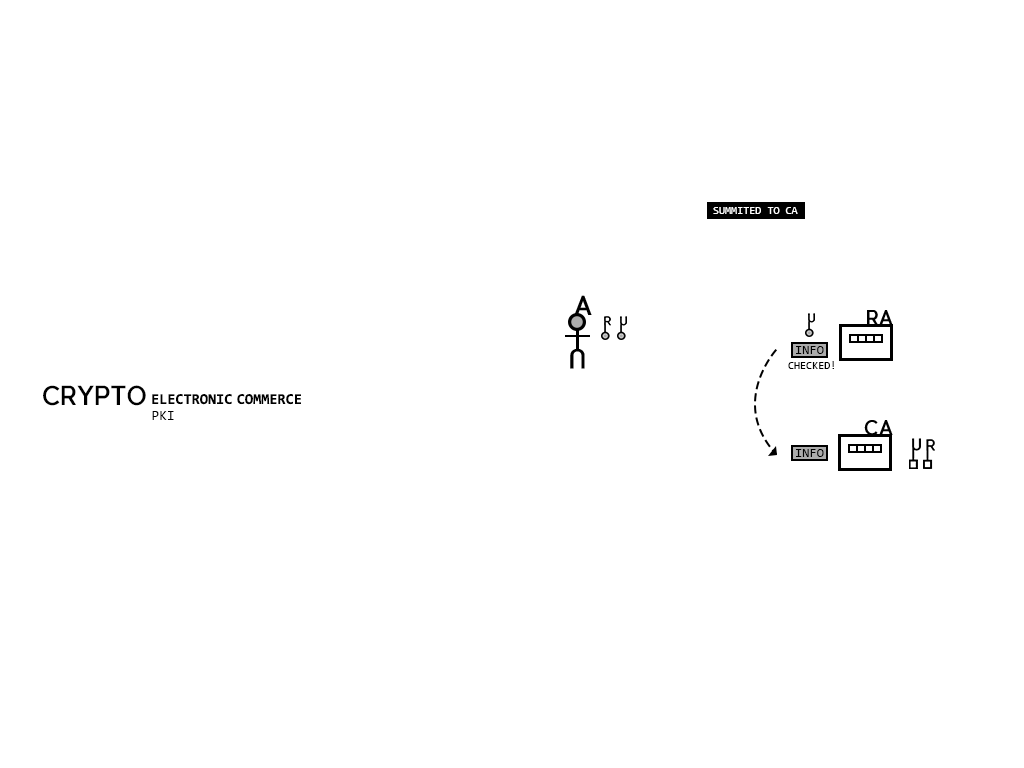 SUMMITED TO CA
A
R U
U
RA
INFO
CHECKED!
CRYPTO ELECTRONIC COMMERCE
PKI
CA
INFO
U R